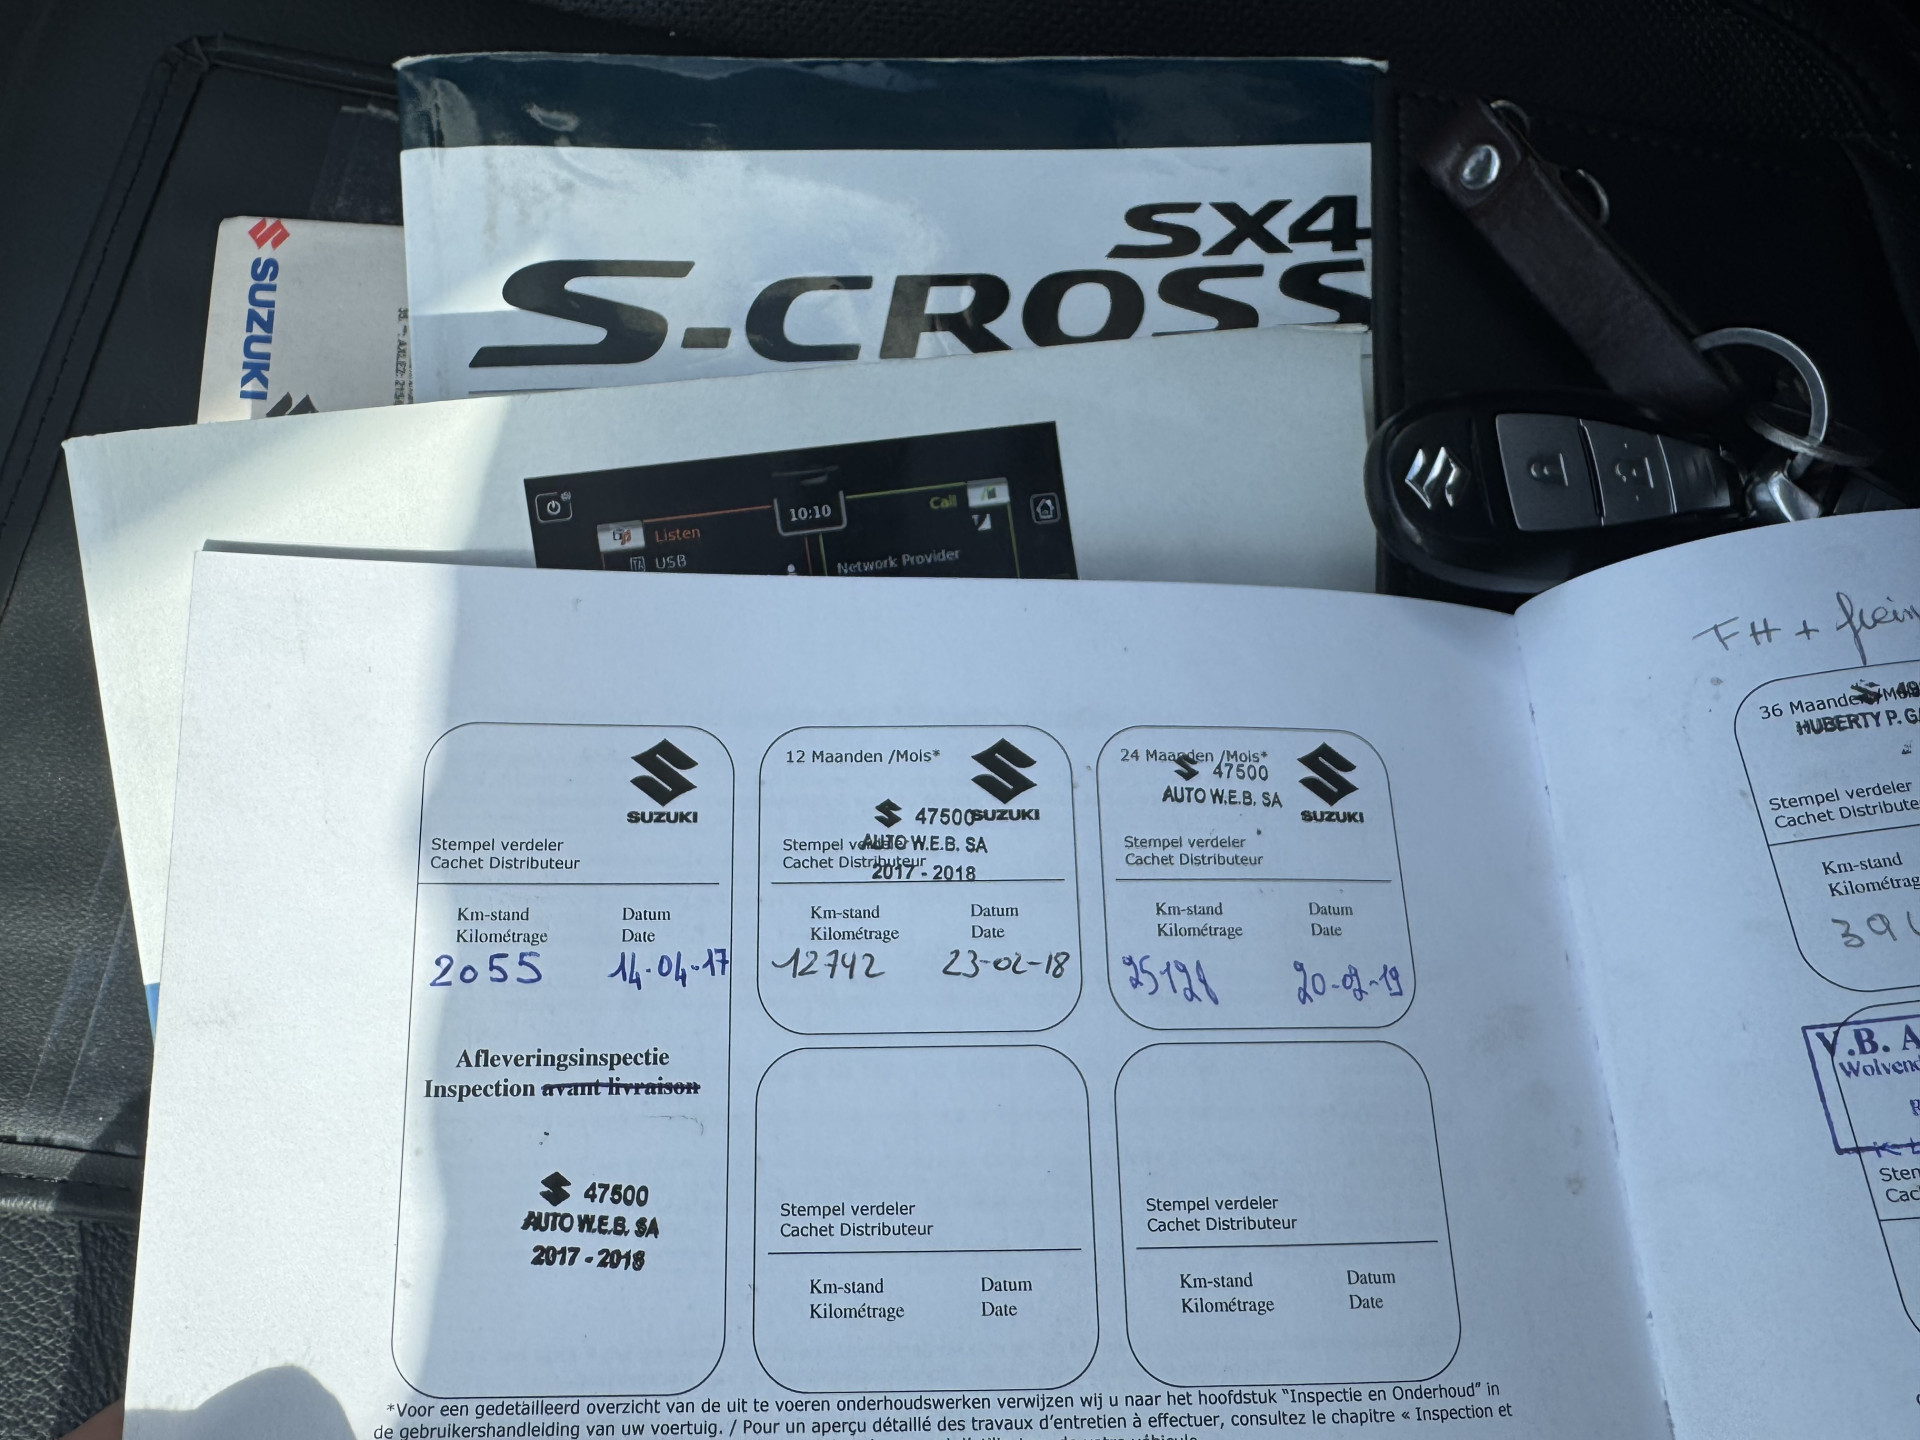 SX4
S-CROSS
SUZUKI
10:10
Listen
USB
Call
Network Provider
SUZUKI
Stempel verdeler
Cachet Distributeur
Km-stand Datum
Kilométrage Date
2055 14-04-17
Afleveringsinspectie
Inspection avant livraison
47500
AUTO W.E.B. SA
2017 - 2018
12 Maanden /Mois*
SUZUKI
47500
AUTO W.E.B. SA
2017 - 2018
Stempel verdeler
Cachet Distributeur
Km-stand Datum
Kilométrage Date
12742 23-02-18
24 Maanden /Mois*
47500
AUTO W.E.B. SA
SUZUKI
Stempel verdeler
Cachet Distributeur
Km-stand Datum
Kilométrage Date
25128 20-02-19
Stempel verdeler
Cachet Distributeur
Km-stand Datum
Kilométrage Date
Stempel verdeler
Cachet Distributeur
Km-stand Datum
Kilométrage Date
*Voor een gedetailleerd overzicht van de uit te voeren onderhoudswerken verwijzen wij u naar het hoofdstuk "Inspectie en Onderhoud" in
de gebruikershandleiding van uw voertuig. / Pour un aperçu détaillé des travaux d'entretien à effectuer, consultez le chapitre « Inspection et
FH +
36 Maanden /Mois
HUBERTY P.
Stempel verdeler
Cachet
Km-stand
V.B.